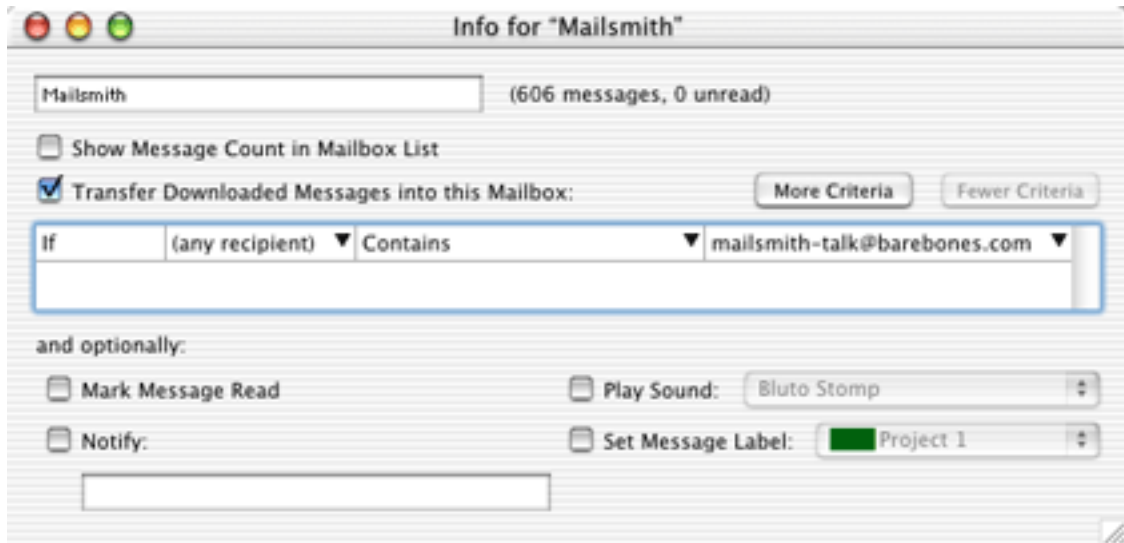 Info for “Mailsmith”
Mailsmith (606 messages, 0 unread)
Show Message Count in Mailbox List
Transfer Downloaded Messages into this Mailbox: More Criteria Fewer Criteria
If (any recipient) Contains mailsmith-talk@barebones.com
and optionally:
Mark Message Read Play Sound: Bluto Stomp
Notify: Set Message Label: Project 1